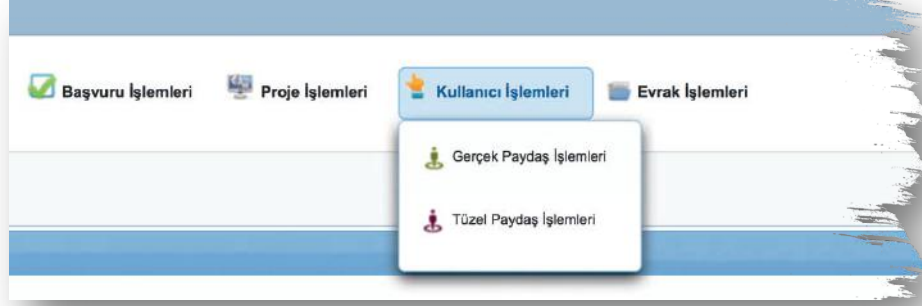 Başvuru İşlemleri Proje İşlemleri Kullanıcı İşlemleri Evrak İşlemleri
Gerçek Paydaş İşlemleri
Tüzel Paydaş İşlemleri